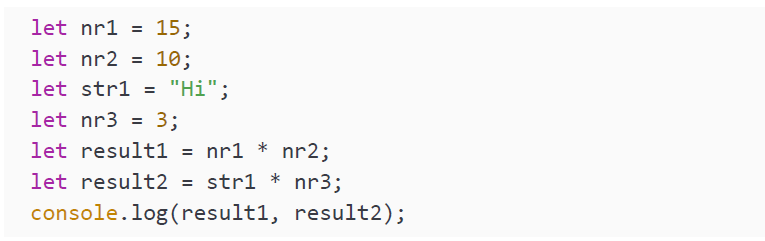 let nr1 = 15;
let nr2 = 10;
let str1 = "Hi";
let nr3 = 3;
let result1 = nr1 * nr2;
let result2 = str1 * nr3;
console.log(result1, result2);